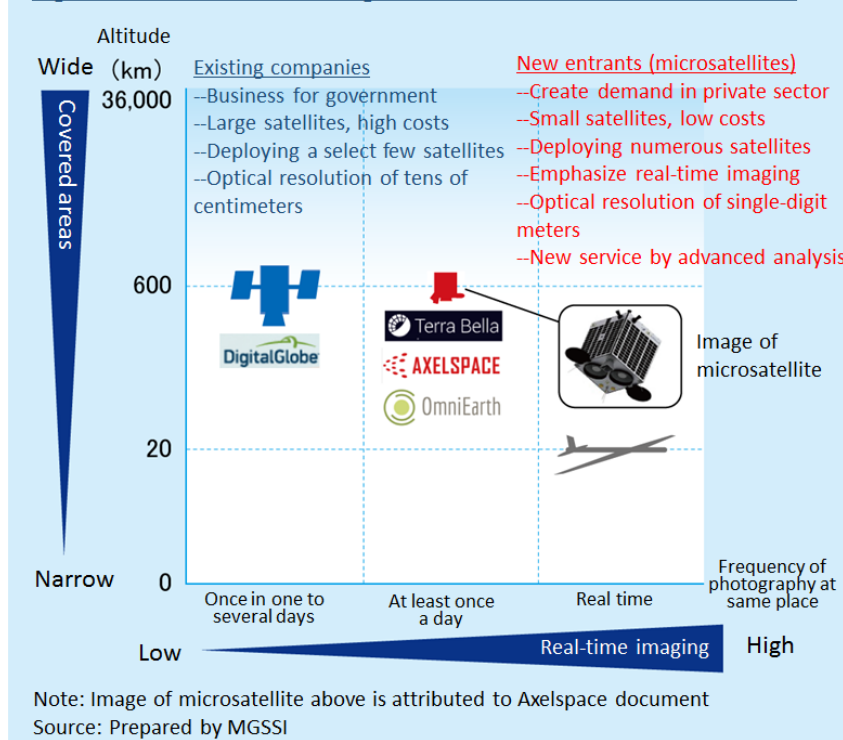 Altitude
Wide (km)
36,000
Covered areas
Existing companies
--Business for government
--Large satellites, high costs
--Deploying a select few satellites
--Optical resolution of tens of
centimeters
New entrants (microsatellites)
--Create demand in private sector
--Small satellites, low costs
--Deploying numerous satellites
--Emphasize real-time imaging
--Optical resolution of single-digit
meters
--New service by advanced analysis
600
DigitalGlobe
Terra Bella
AXELSPACE
OmniEarth
Image of
microsatellite
20
Narrow 0
Once in one to
several days
At least once
a day
Real time
Frequency of
photography at
same place
Low
Real-time imaging
High
Note: Image of microsatellite above is attributed to Axelspace document
Source: Prepared by MGSSI